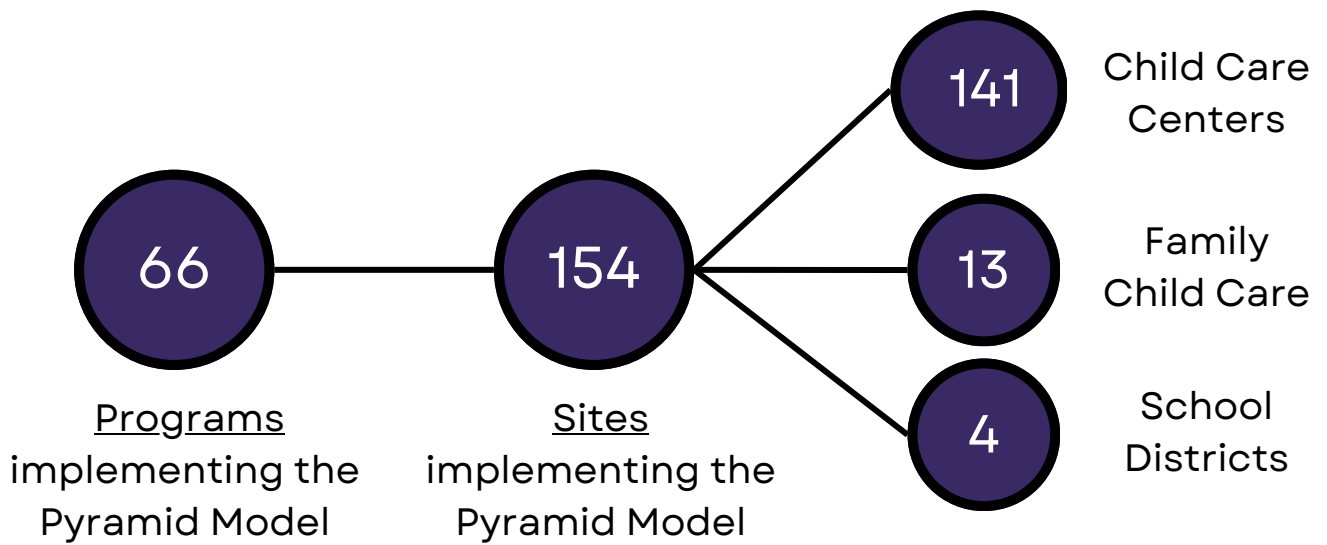 66
Programs
implementing the
Pyramid Model
154
Sites
implementing the
Pyramid Model
141
Child Care
Centers
13
Family
Child Care
4
School
Districts